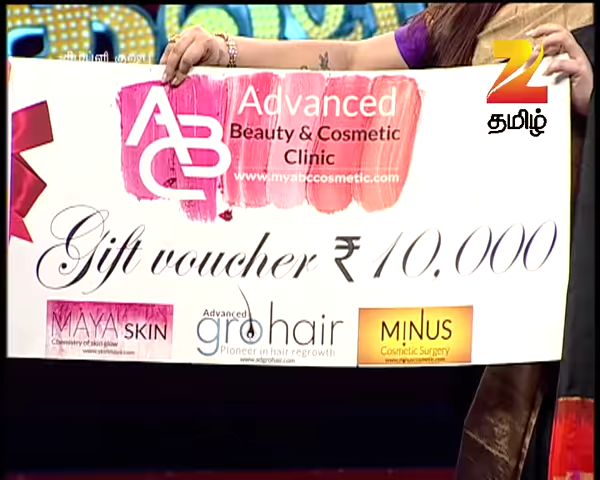 Z
தமிழ்
ABC
Advanced
Beauty & Cosmetic
Clinic
www.myabccosmetic.com
Gift voucher ₹ 10,000
MAYA SKIN
Chemistry of skin glow
Advanced
grohair
Pioneer in hair regrowth
www.adgrohair.com
MINUS
Cosmetic Surgery